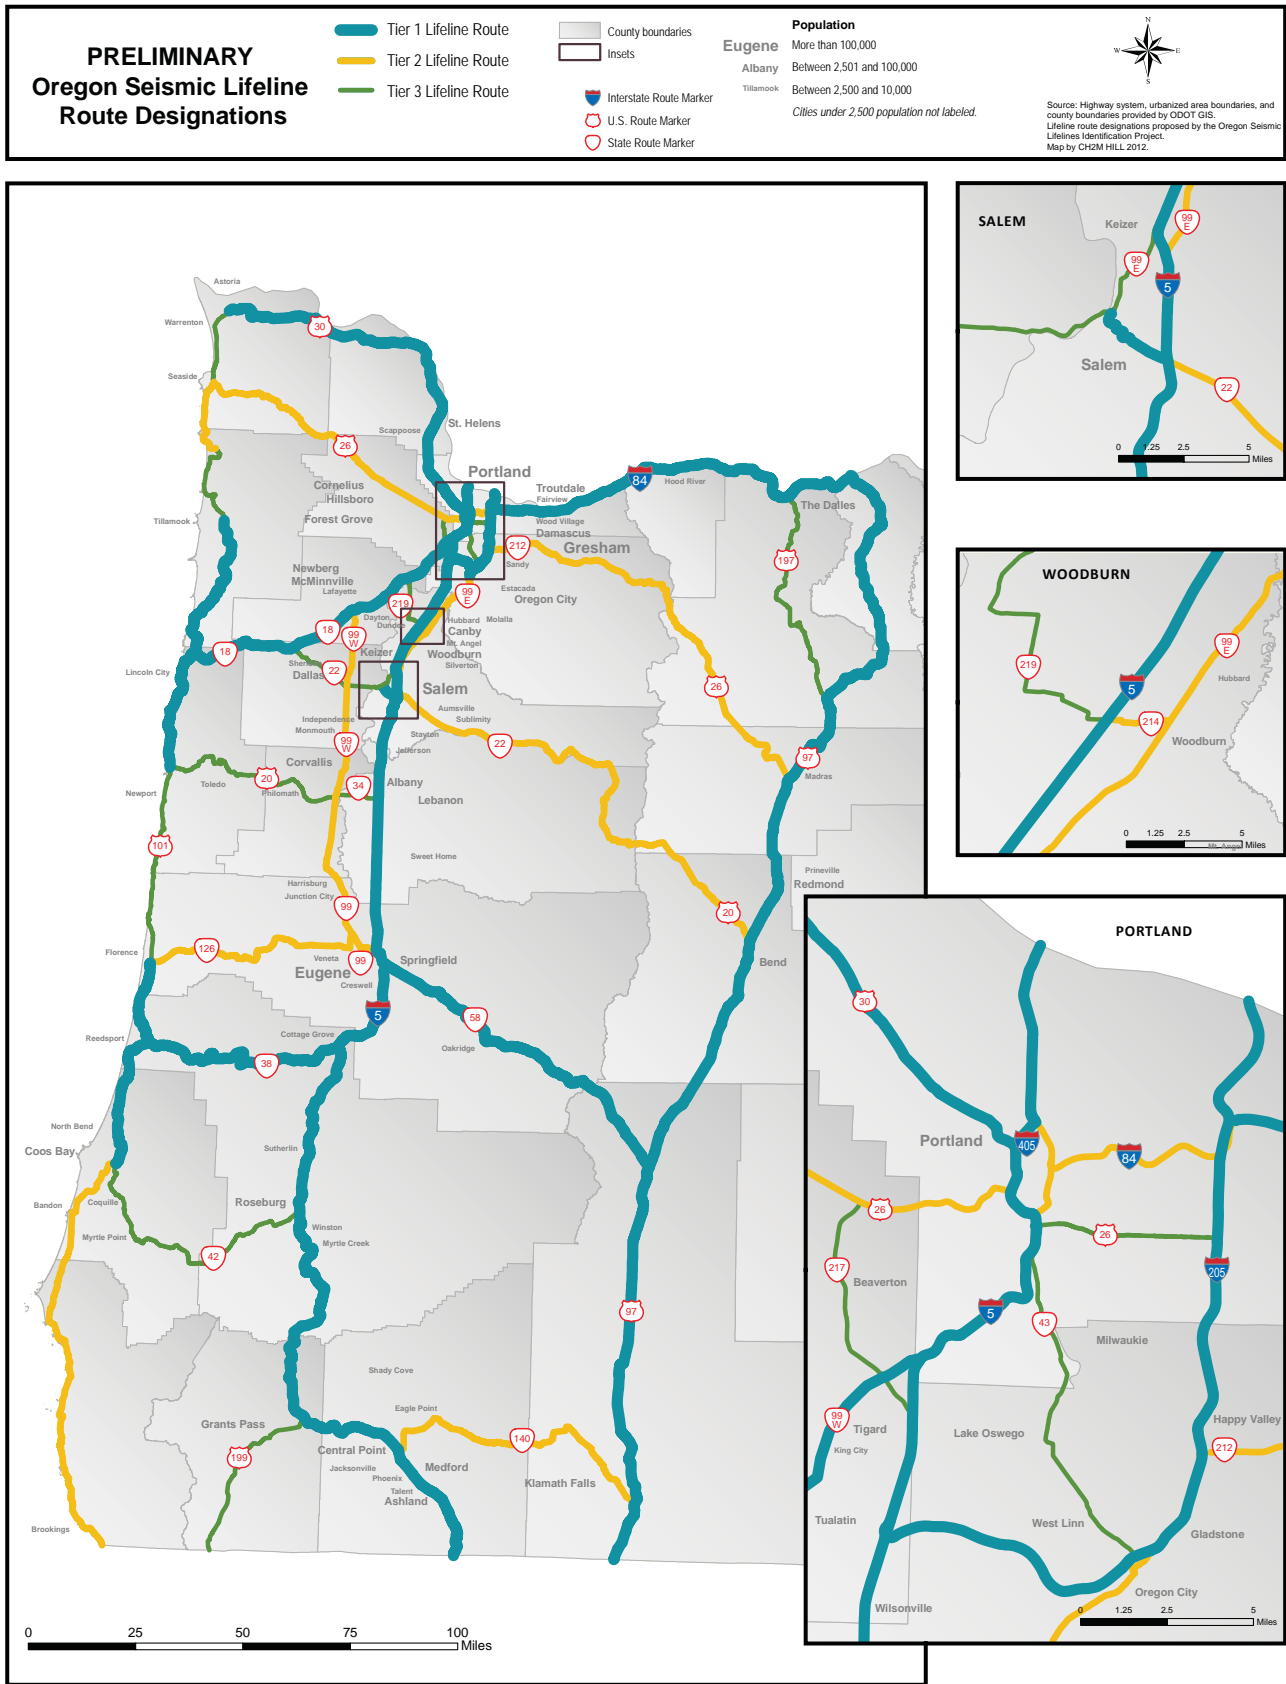 PRELIMINARY
Oregon Seismic Lifeline
Route Designations
Tier 1 Lifeline Route
Tier 2 Lifeline Route
Tier 3 Lifeline Route
County boundaries
Insets
Interstate Route Marker
U.S. Route Marker
State Route Marker
Population
Eugene More than 100,000
Albany Between 2,501 and 100,000
Tillamook Between 2,500 and 10,000
Cities under 2,500 population not labeled.
N
W E
S
Source: Highway system, urbanized area boundaries, and
county boundaries provided by ODOT GIS.
Lifeline route designations proposed by the Oregon Seismic
Lifelines Identification Project.
Map by CH2M HILL 2012.
Astoria
Warrenton
30
Seaside
St. Helens
Scappoose
26
Portland
Cornelius
Hillsboro
Troutdale
Fairview
84
Hood River
The Dalles
Tillamook
Forest Grove
Wood Village
Damascus
212
Gresham
Sandy
197
Newberg
McMinnville
Lafayette
Estacada
Oregon City
99
E
219
Dayton
Dundee
Hubbard
Molalla
Canby
18
99
W
Mt. Angel
Woodburn
Silverton
18
Keizer
Sheridan
Dallas
22
Lincoln City
Salem
26
Aumsville
Sublimity
Independence
Monmouth
Stayton
22
99
W
Jefferson
97
Corvallis
Madras
20
34
Albany
Toledo
Philomath
Newport
Lebanon
101
Sweet Home
Prineville
Redmond
Harrisburg
Junction City
99
20
126
Florence
Veneta
99
Springfield
Bend
Eugene
Creswell
5
58
Reedsport
Cottage Grove
Oakridge
38
North Bend
Sutherlin
Coos Bay
Bandon
Coquille
Roseburg
Winston
Myrtle Point
Myrtle Creek
42
97
Shady Cove
Eagle Point
Grants Pass
Central Point
140
199
Jacksonville
Medford
Phoenix
Talent
Klamath Falls
Ashland
Brookings
0 25 50 75 100
Miles
SALEM
Keizer
99
E
99
E
5
Salem
22
0 1.25 2.5 5
Miles
WOODBURN
99
E
219
Hubbard
5
214
Woodburn
0 1.25 2.5 5
Mt. Angel
Miles
PORTLAND
30
Portland
405
84
26
26
217
205
Beaverton
5
43
Milwaukie
99
W
Tigard
Happy Valley
King City
Lake Oswego
212
Tualatin
West Linn
Gladstone
Oregon City
Wilsonville
0 1.25 2.5 5
Miles